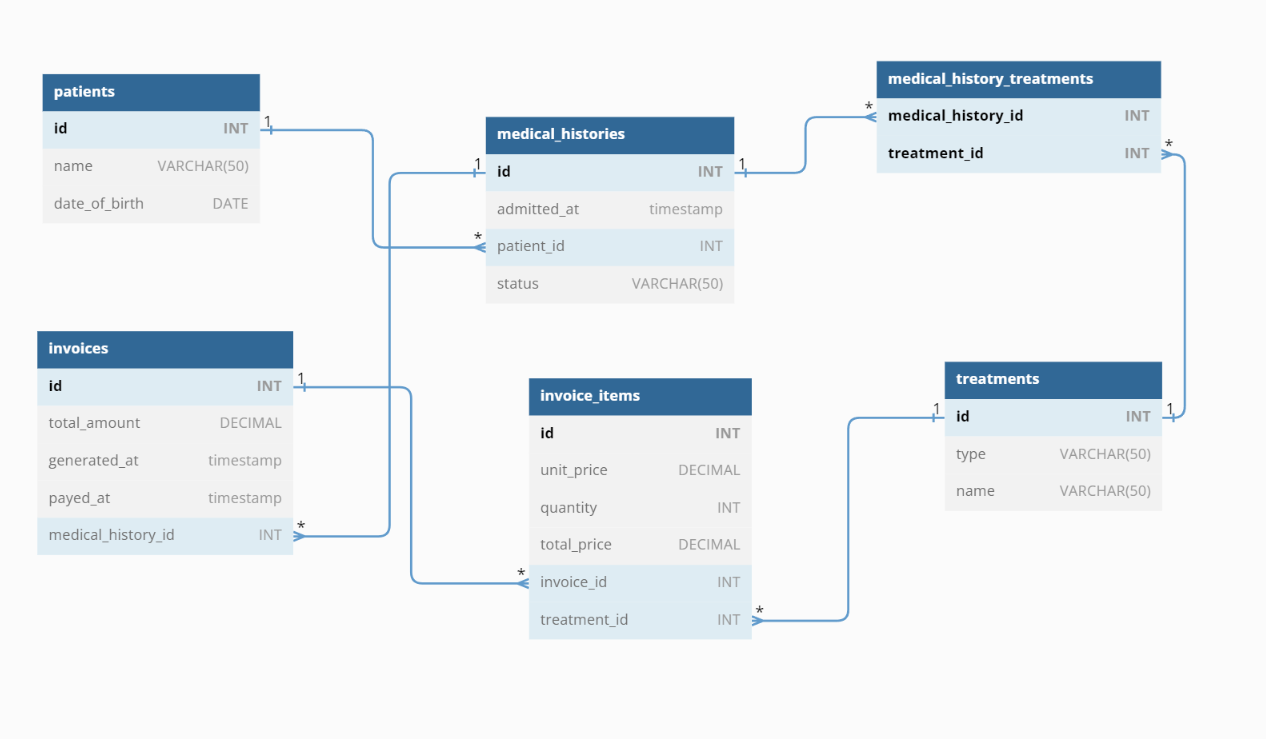 patients
id INT
name VARCHAR(50)
date_of_birth DATE
1
medical_histories
1 id INT 1
admitted_at timestamp
* patient_id INT
status VARCHAR(50)
medical_history_treatments
* medical_history_id INT
treatment_id INT *
invoices
id INT 1
total_amount DECIMAL
generated_at timestamp
payed_at timestamp
medical_history_id INT *
invoice_items
id INT
unit_price DECIMAL
quantity INT
total_price DECIMAL
* invoice_id INT
treatment_id INT *
treatments
1 id INT 1
type VARCHAR(50)
name VARCHAR(50)